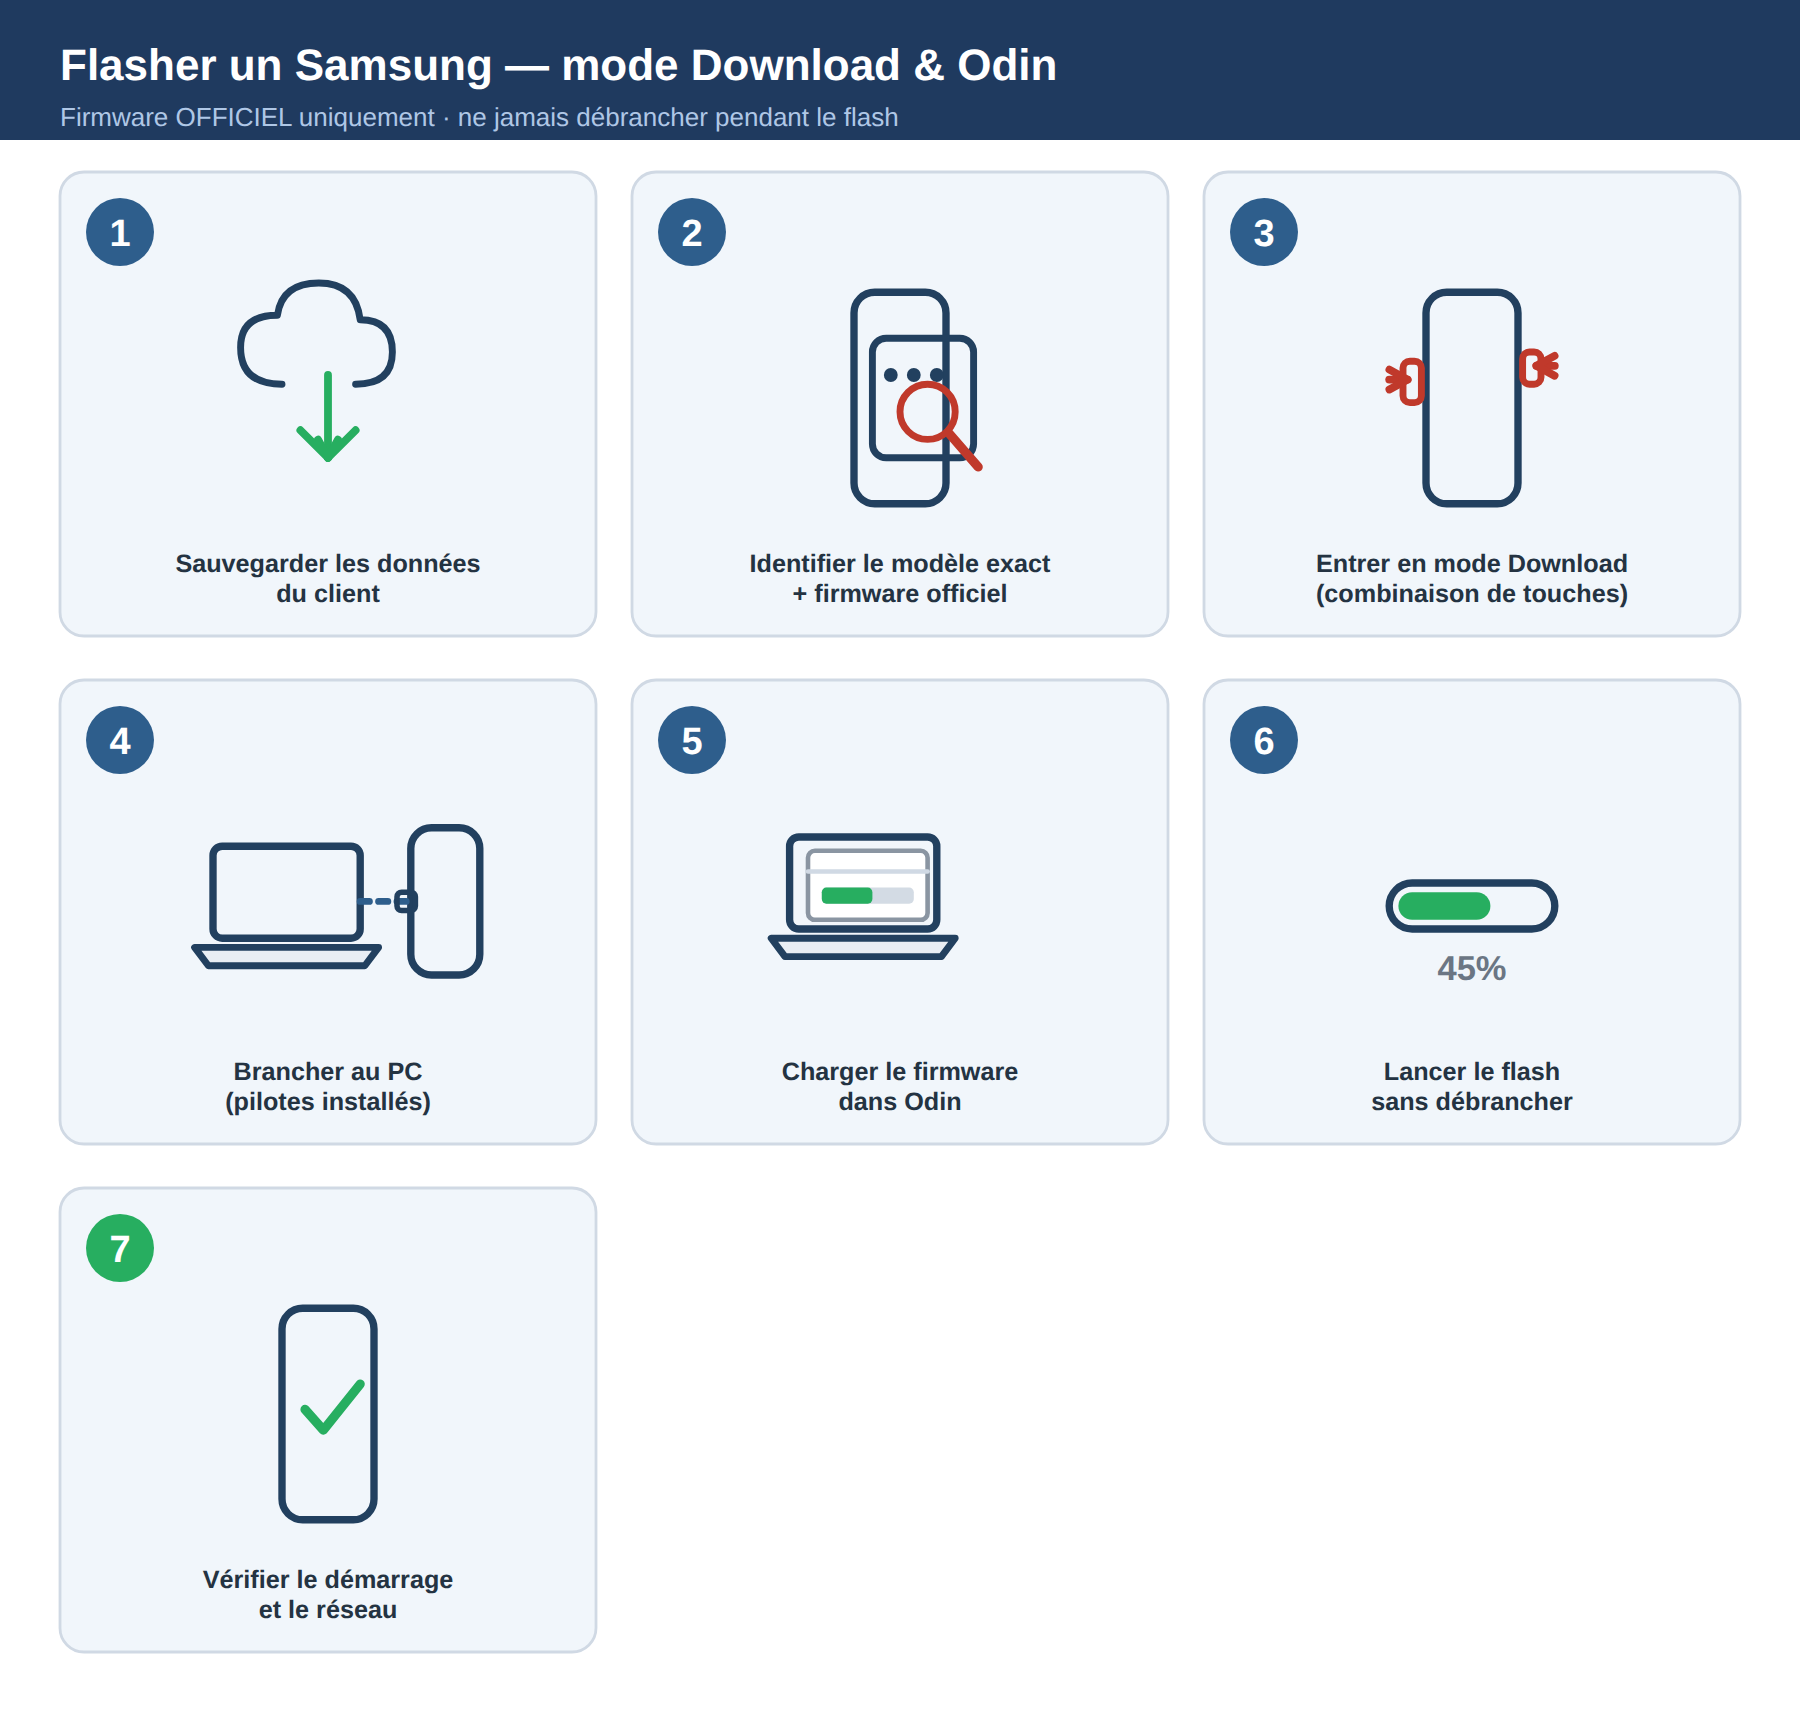 Flasher un Samsung — mode Download & Odin
Firmware OFFICIEL uniquement · ne jamais débrancher pendant le flash
1
Sauvegarder les données
du client
2
Identifier le modèle exact
+ firmware officiel
3
Entrer en mode Download
(combinaison de touches)
4
Brancher au PC
(pilotes installés)
5
Charger le firmware
dans Odin
6
45%
Lancer le flash
sans débrancher
7
Vérifier le démarrage
et le réseau